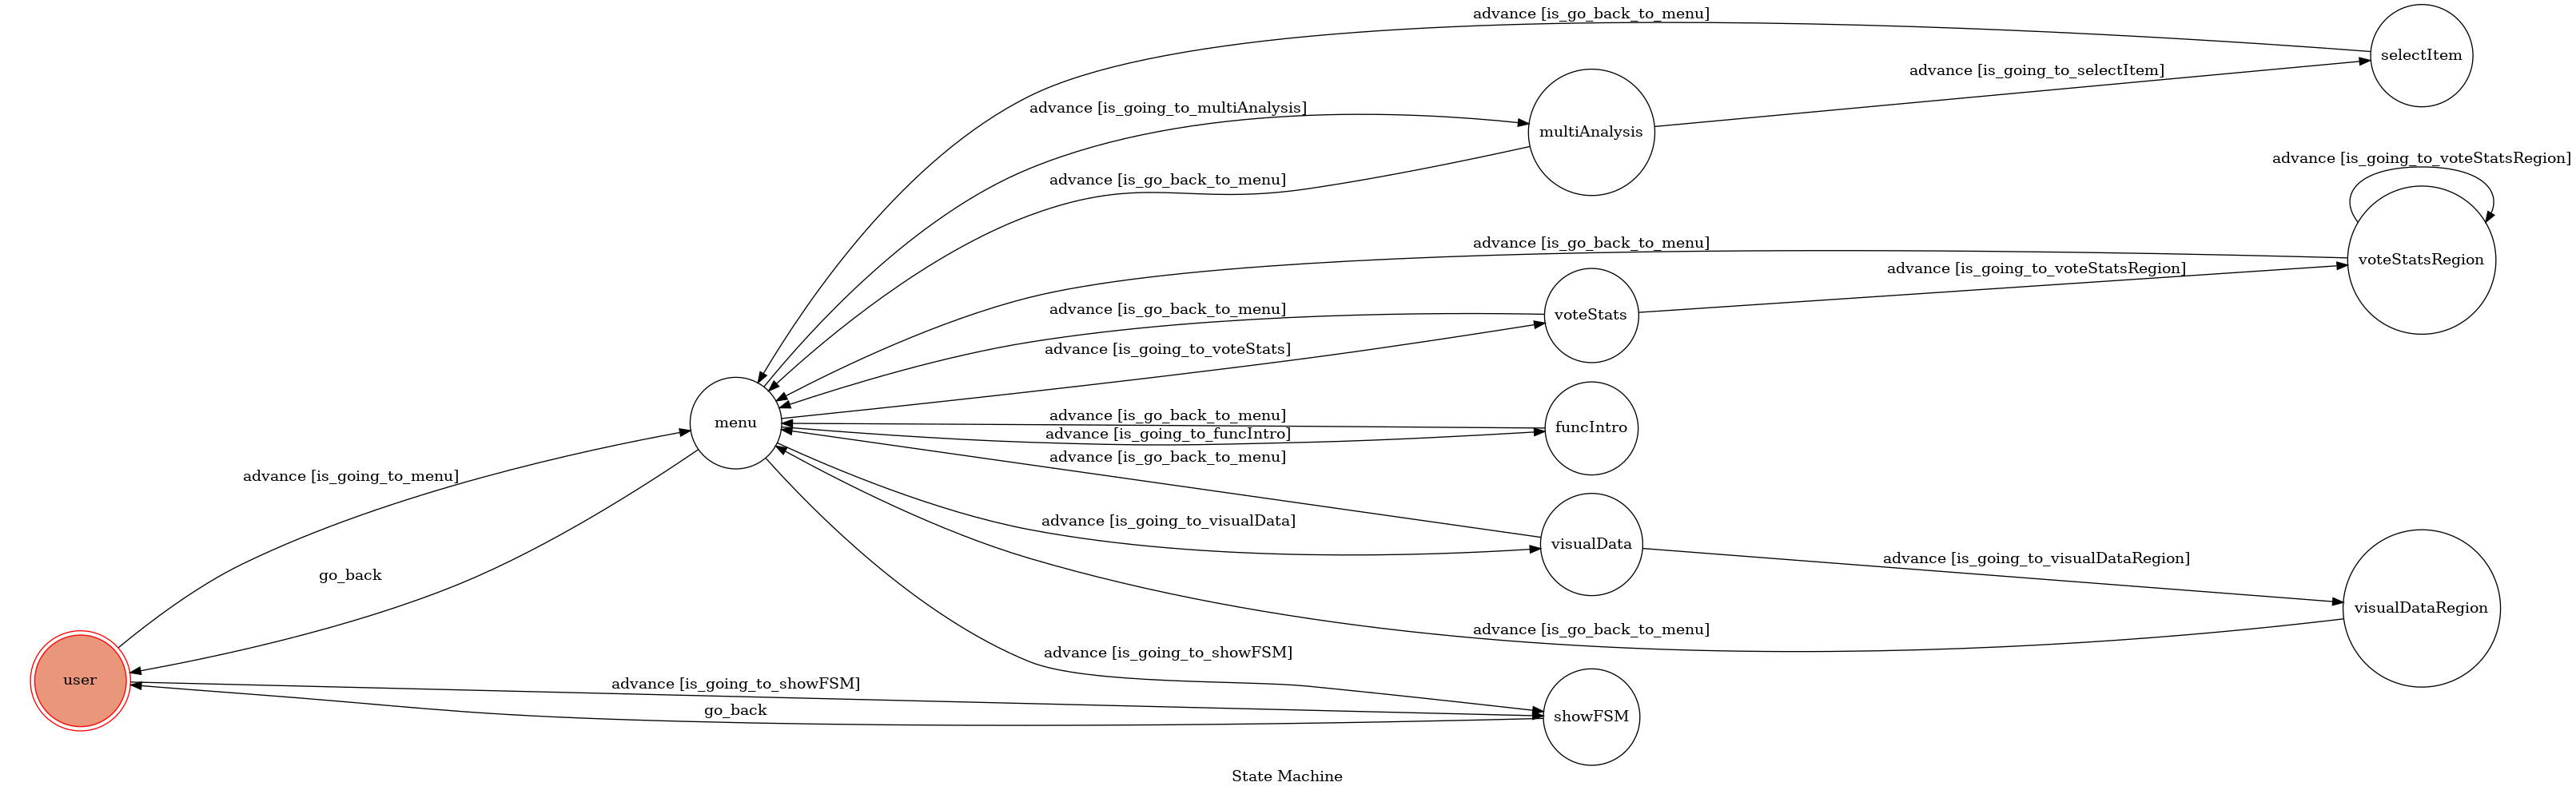 advance [is_go_back_to_menu]
selectItem
advance [is_going_to_selectItem]
advance [is_going_to_multiAnalysis]
multiAnalysis
advance [is_going_to_voteStatsRegion]
advance [is_go_back_to_menu]
advance [is_go_back_to_menu]
voteStatsRegion
advance [is_going_to_voteStatsRegion]
advance [is_go_back_to_menu]
voteStats
advance [is_going_to_voteStats]
advance [is_go_back_to_menu]
menu
funcIntro
advance [is_going_to_funcIntro]
advance [is_go_back_to_menu]
advance [is_going_to_menu]
advance [is_going_to_visualData]
visualData
advance [is_going_to_visualDataRegion]
go_back
visualDataRegion
advance [is_go_back_to_menu]
advance [is_going_to_showFSM]
user
advance [is_going_to_showFSM]
go_back
showFSM
State Machine